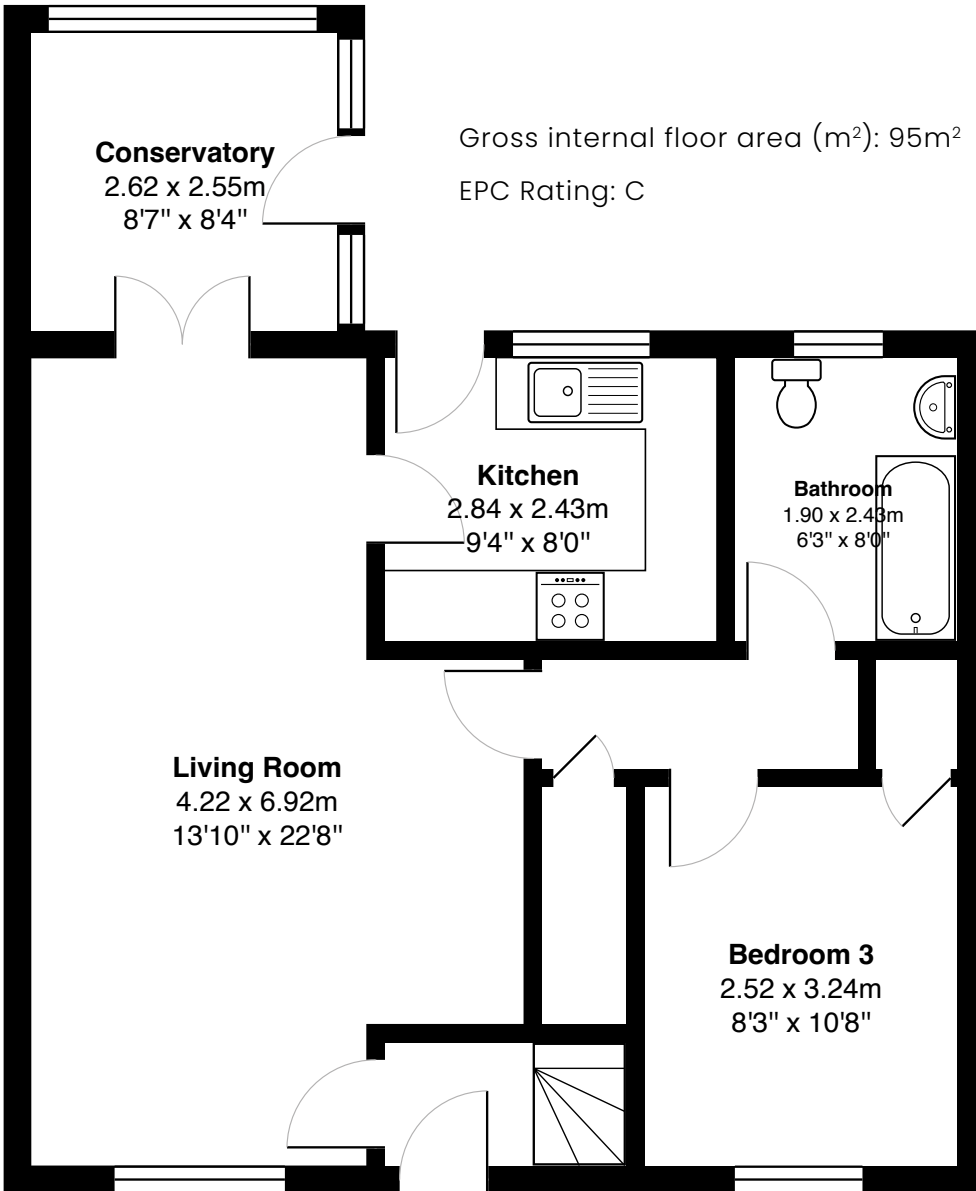 Gross internal floor area (m²): 95m²
EPC Rating: C
Conservatory
2.62 x 2.55m
8'7" x 8'4"
Kitchen
2.84 x 2.43m
9'4" x 8'0"
Bathroom
1.90 x 2.43m
6'3" x 8'0"
Living Room
4.22 x 6.92m
13'10" x 22'8"
Bedroom 3
2.52 x 3.24m
8'3" x 10'8"